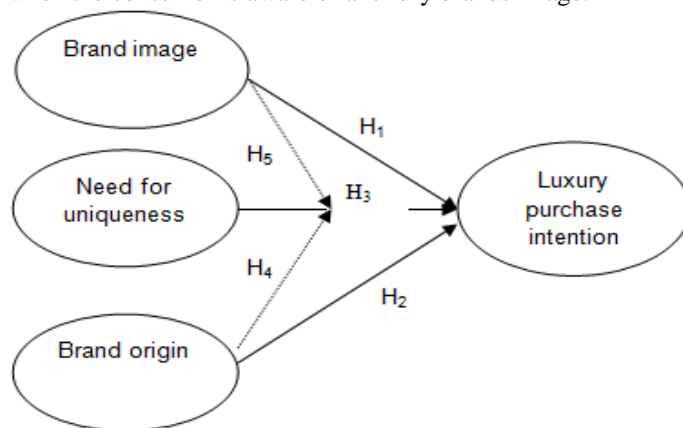 Brand image
H1
H5
Need for
uniqueness
H3
Luxury
purchase
intention
H4
H2
Brand origin